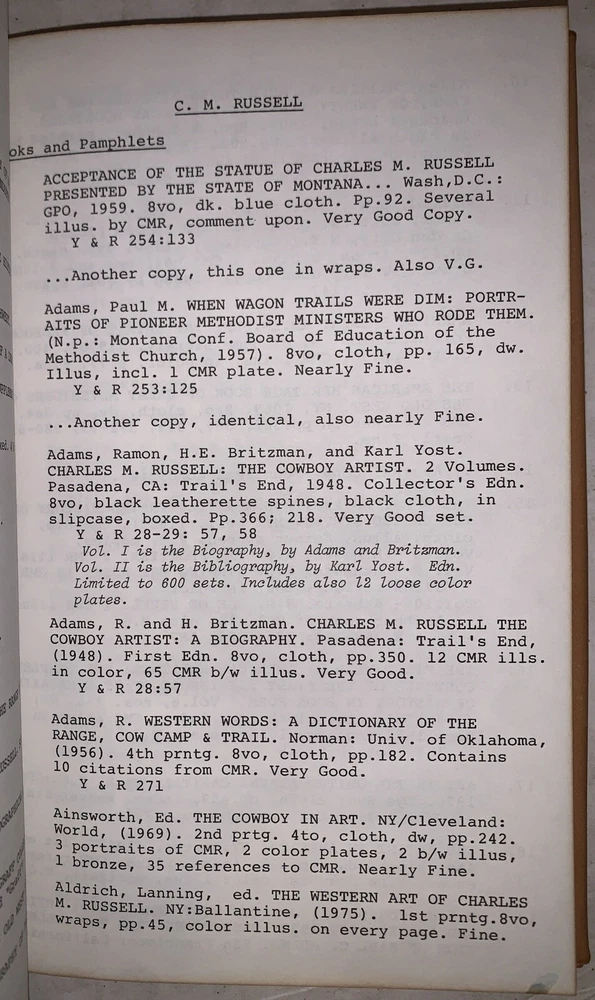 C. M. RUSSELL
oks and Pamphlets
ACCEPTANCE OF THE STATUE OF CHARLES M. RUSSELL
PRESENTED BY THE STATE OF MONTANA... Wash,D.C.:
GPO, 1959. 8vo, dk. blue cloth. Pp.92. Several
illus. by CMR, comment upon. Very Good Copy.
Y & R 254:133
...Another copy, this one in wraps. Also V.G.
Adams, Paul M. WHEN WAGON TRAILS WERE DIM: PORTR-
AITS OF PIONEER METHODIST MINISTERS WHO RODE THEM.
(N.p.: Montana Conf. Board of Education of the
Methodist Church, 1957). 8vo, cloth, pp. 165, dw.
Illus, incl. 1 CMR plate. Nearly Fine.
Y & R 253:125
...Another copy, identical, also nearly Fine.
Adams, Ramon, H.E. Britzman, and Karl Yost.
CHARLES M. RUSSELL: THE COWBOY ARTIST. 2 Volumes.
Pasadena, CA: Trail's End, 1948. Collector's Edn.
8vo, black leatherette spines, black cloth, in
slipcase, boxed. Pp.366; 218. Very Good set.
Y & R 28-29: 57, 58
Vol. I is the Biography, by Adams and Britzman.
Vol. II is the Bibliography, by Karl Yost. Edn.
Limited to 600 sets. Includes also 12 loose color
plates.
Adams, R. and H. Britzman. CHARLES M. RUSSELL THE
COWBOY ARTIST: A BIOGRAPHY. Pasadena: Trail's End,
(1948). First Edn. 8vo, cloth, pp.350. 12 CMR ills.
in color, 65 CMR b/w illus. Very Good.
Y & R 28:57
Adams, R. WESTERN WORDS: A DICTIONARY OF THE
RANGE, COW CAMP & TRAIL. Norman: Univ. of Oklahoma,
(1956). 4th prntg. 8vo, cloth, pp.182. Contains
10 citations from CMR. Very Good.
Y & R 271
Ainsworth, Ed. THE COWBOY IN ART. NY/Cleveland:
World, (1969). 2nd prtg. 4to, cloth, dw, pp.242.
3 portraits of CMR, 2 color plates, 2 b/w illus,
1 bronze, 35 references to CMR. Nearly Fine.
Aldrich, Lanning, ed. THE WESTERN ART OF CHARLES
M. RUSSELL. NY:Ballantine, (1975). 1st prntg.8vo,
wraps, pp.45, color illus. on every page. Fine.